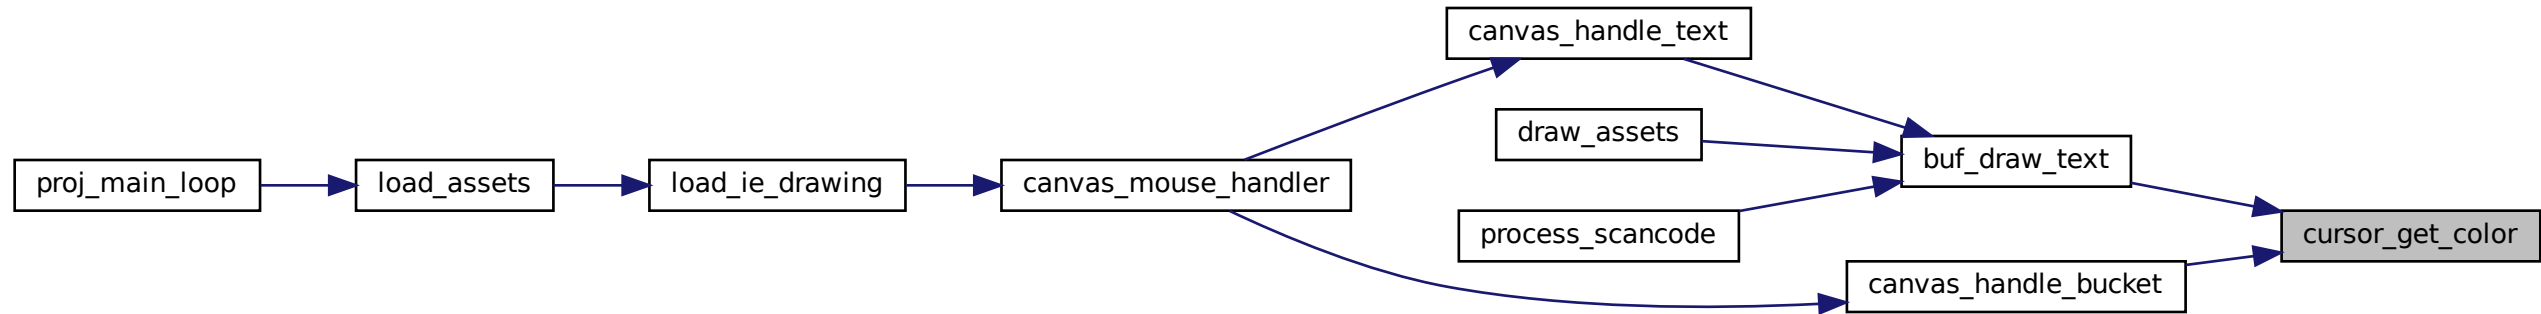 canvas_handle_text
draw_assets
buf_draw_text
proj_main_loop
load_assets
load_ie_drawing
canvas_mouse_handler
process_scancode
cursor_get_color
canvas_handle_bucket